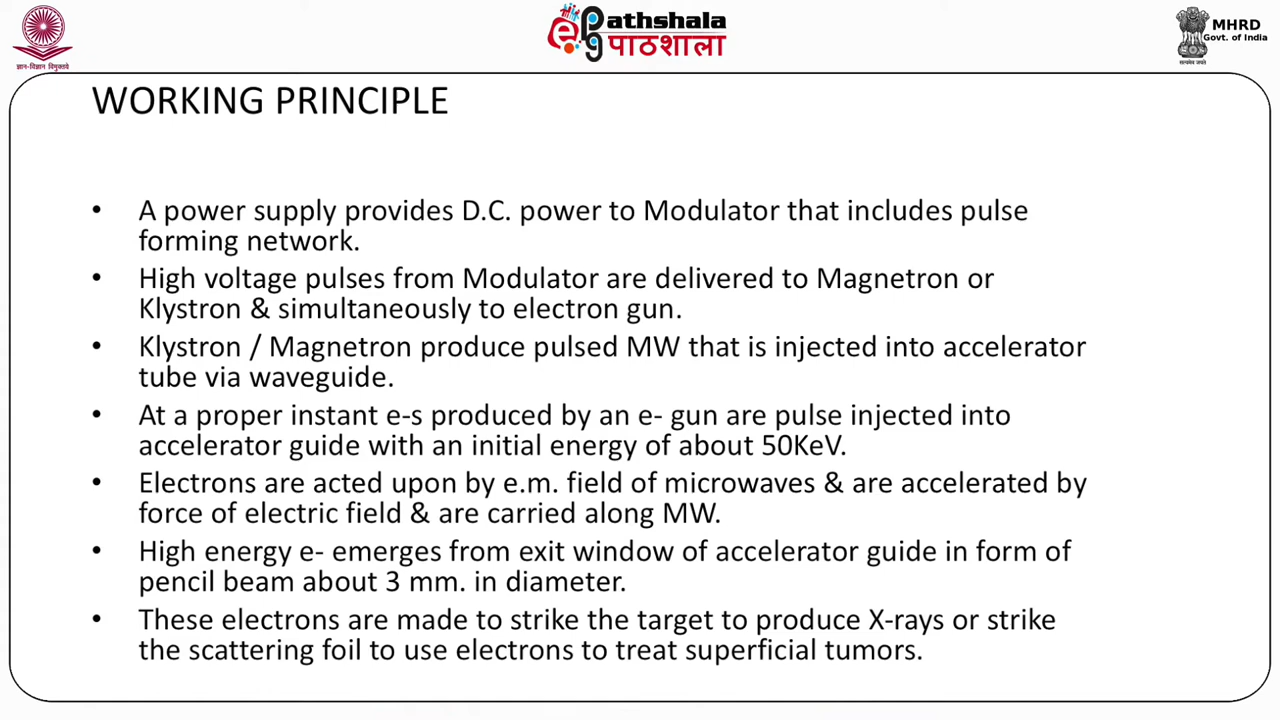 ज्ञान-विज्ञान विमुक्तये
ePathshala
पाठशाला
सत्यमेव जयते
MHRD
Govt. of India
WORKING PRINCIPLE
• A power supply provides D.C. power to Modulator that includes pulse
forming network.
• High voltage pulses from Modulator are delivered to Magnetron or
Klystron & simultaneously to electron gun.
• Klystron / Magnetron produce pulsed MW that is injected into accelerator
tube via waveguide.
• At a proper instant e-s produced by an e- gun are pulse injected into
accelerator guide with an initial energy of about 50KeV.
• Electrons are acted upon by e.m. field of microwaves & are accelerated by
force of electric field & are carried along MW.
• High energy e- emerges from exit window of accelerator guide in form of
pencil beam about 3 mm. in diameter.
• These electrons are made to strike the target to produce X-rays or strike
the scattering foil to use electrons to treat superficial tumors.